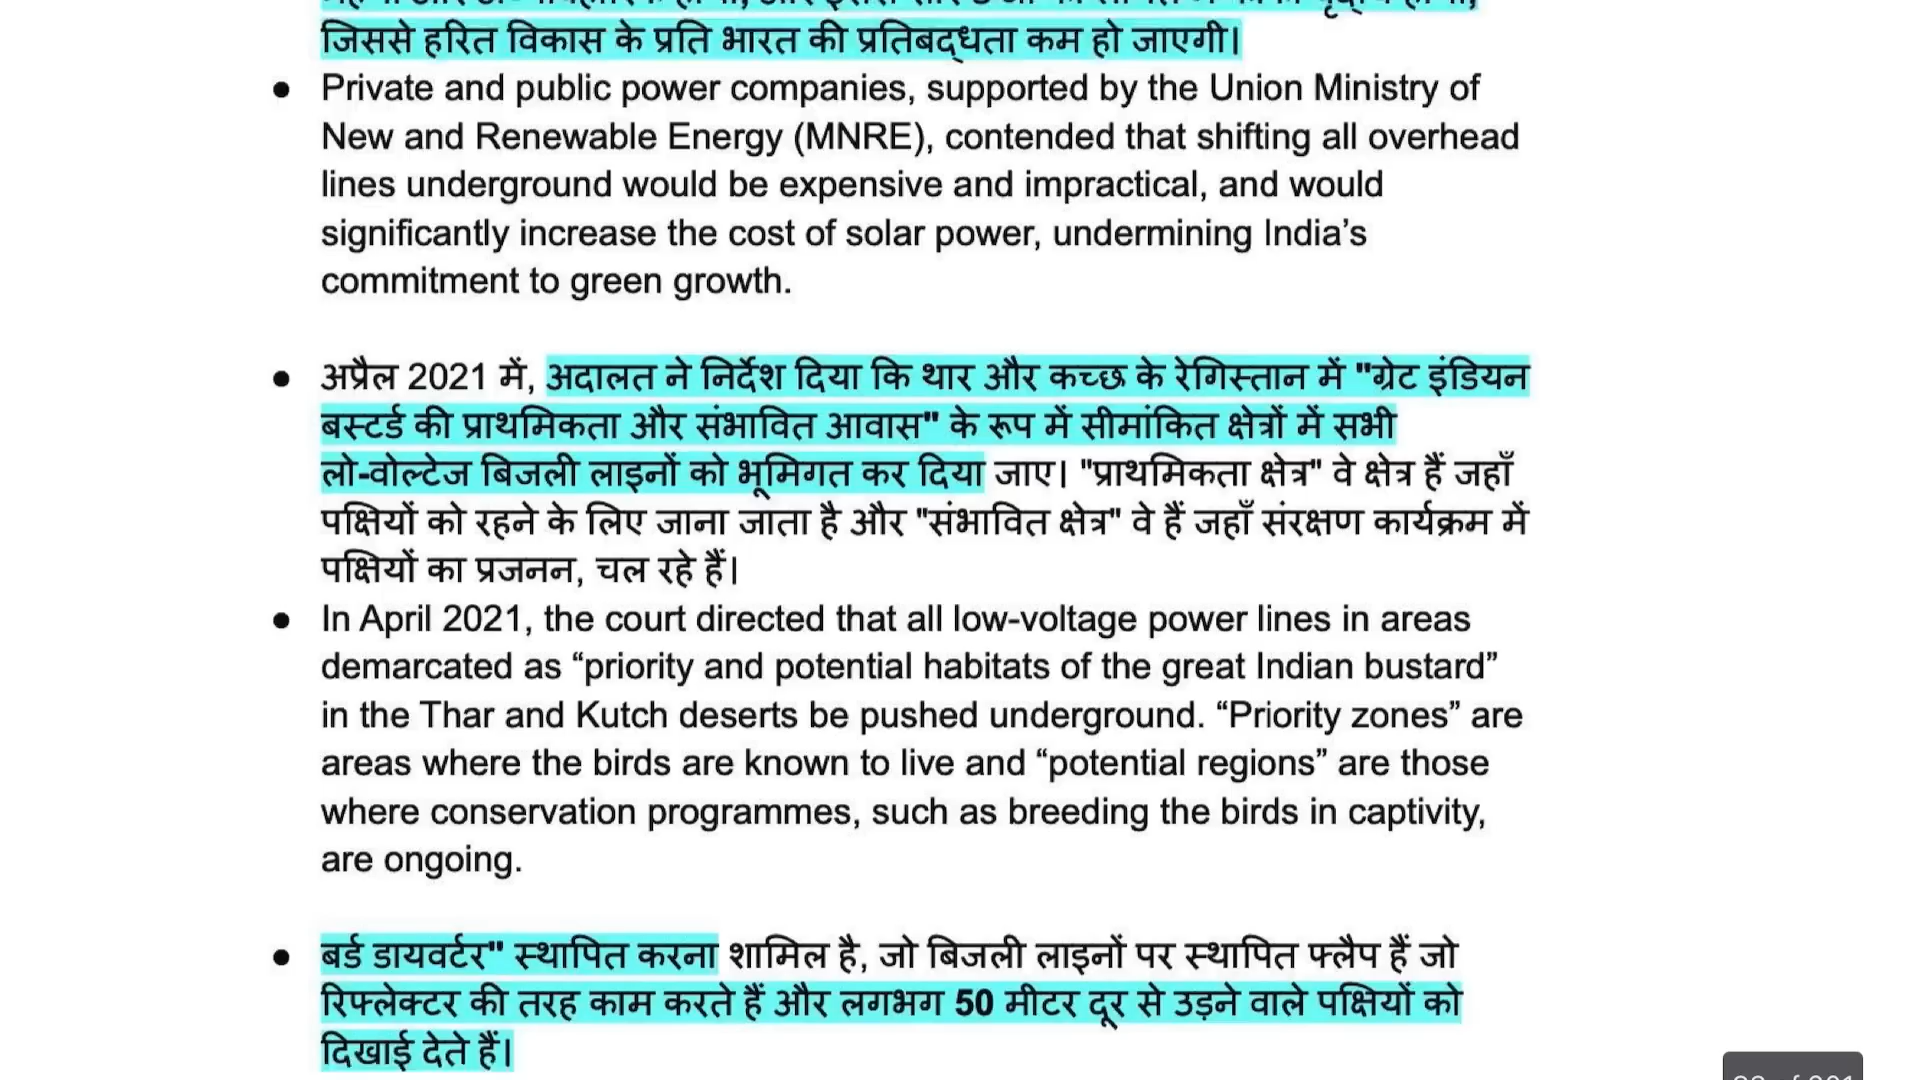 जिससे हरित विकास के प्रति भारत की प्रतिबद्धता कम हो जाएगी।
● Private and public power companies, supported by the Union Ministry of
New and Renewable Energy (MNRE), contended that shifting all overhead
lines underground would be expensive and impractical, and would
significantly increase the cost of solar power, undermining India’s
commitment to green growth.
● अप्रैल 2021 में, अदालत ने निर्देश दिया कि थार और कच्छ के रेगिस्तान में "ग्रेट इंडियन
बस्टर्ड की प्राथमिकता और संभावित आवास" के रूप में सीमांकित क्षेत्रों में सभी
लो-वोल्टेज बिजली लाइनों को भूमिगत कर दिया जाए। "प्राथमिकता क्षेत्र" वे क्षेत्र हैं जहाँ
पक्षियों को रहने के लिए जाना जाता है और "संभावित क्षेत्र" वे हैं जहाँ संरक्षण कार्यक्रम में
पक्षियों का प्रजनन, चल रहे हैं।
● In April 2021, the court directed that all low-voltage power lines in areas
demarcated as “priority and potential habitats of the great Indian bustard”
in the Thar and Kutch deserts be pushed underground. “Priority zones” are
areas where the birds are known to live and “potential regions” are those
where conservation programmes, such as breeding the birds in captivity,
are ongoing.
● बर्ड डायवर्टर" स्थापित करना शामिल है, जो बिजली लाइनों पर स्थापित फ्लैप हैं जो
रिफ्लेक्टर की तरह काम करते हैं और लगभग 50 मीटर दूर से उड़ने वाले पक्षियों को
दिखाई देते हैं।